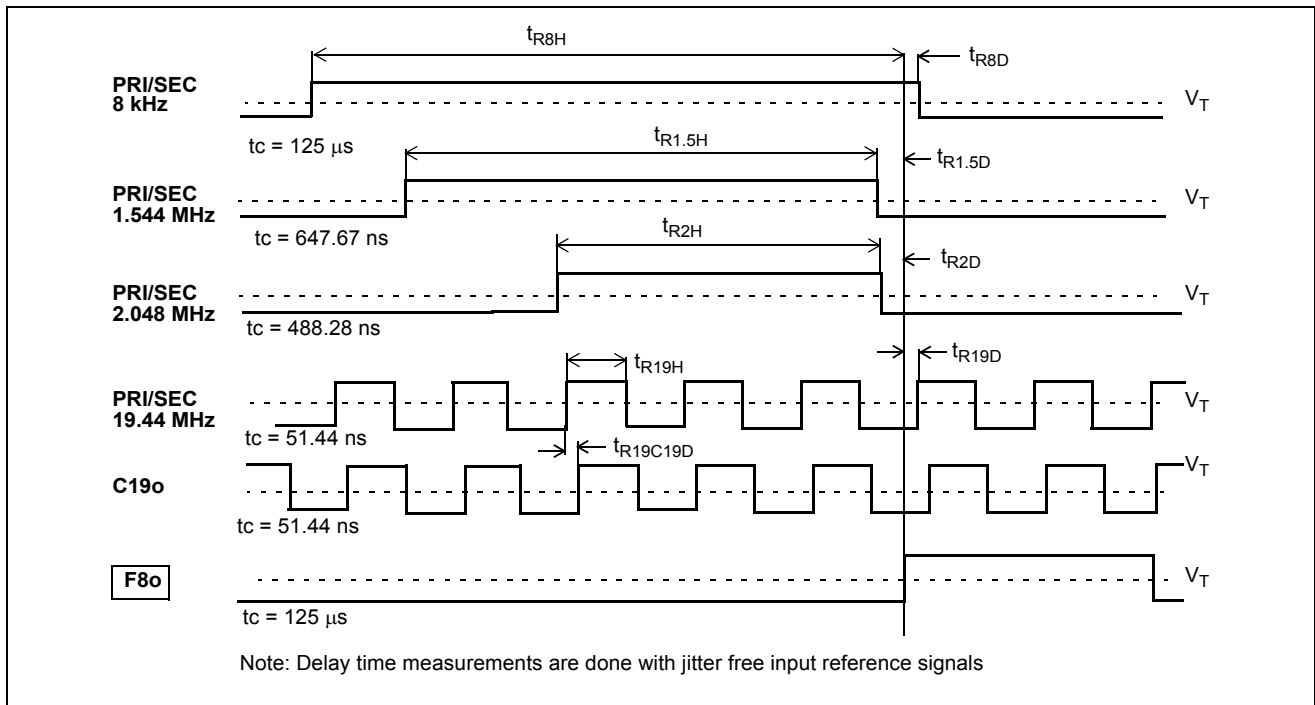 tR8H
tR8D
PRI/SEC
8 kHz
VT
tc = 125 μs
tR1.5H
tR1.5D
PRI/SEC
1.544 MHz
VT
tc = 647.67 ns
tR2H
tR2D
PRI/SEC
2.048 MHz
VT
tc = 488.28 ns
tR19H
tR19D
PRI/SEC
19.44 MHz
VT
tc = 51.44 ns
tR19C19D
C19o
VT
tc = 51.44 ns
F8o
VT
tc = 125 μs
Note: Delay time measurements are done with jitter free input reference signals